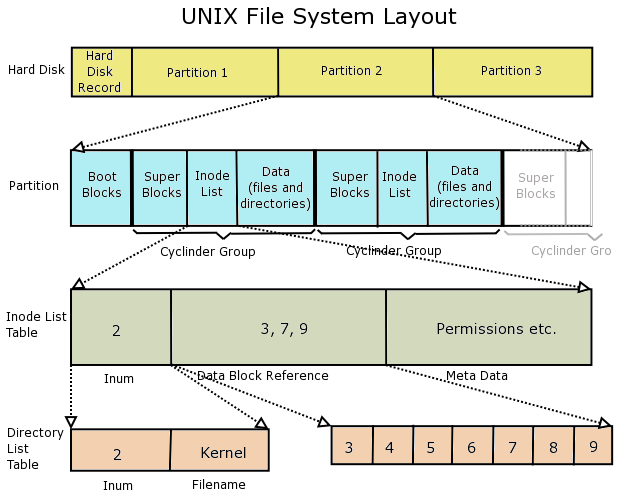 UNIX File System Layout
Hard Disk
Hard
Disk
Record
Partition 1
Partition 2
Partition 3
Partition
Boot
Blocks
Super
Blocks
Inode
List
Data
(files and
directories)
Super
Blocks
Inode
List
Data
(files and
directories)
Super
Blocks
Cyclinder Group
Cyclinder Group
Cyclinder Gro
Inode List
Table
2
3, 7, 9
Permissions etc.
Inum
Data Block Reference
Meta Data
Directory
List
Table
2
Kernel
3
4
5
6
7
8
9
Inum
Filename